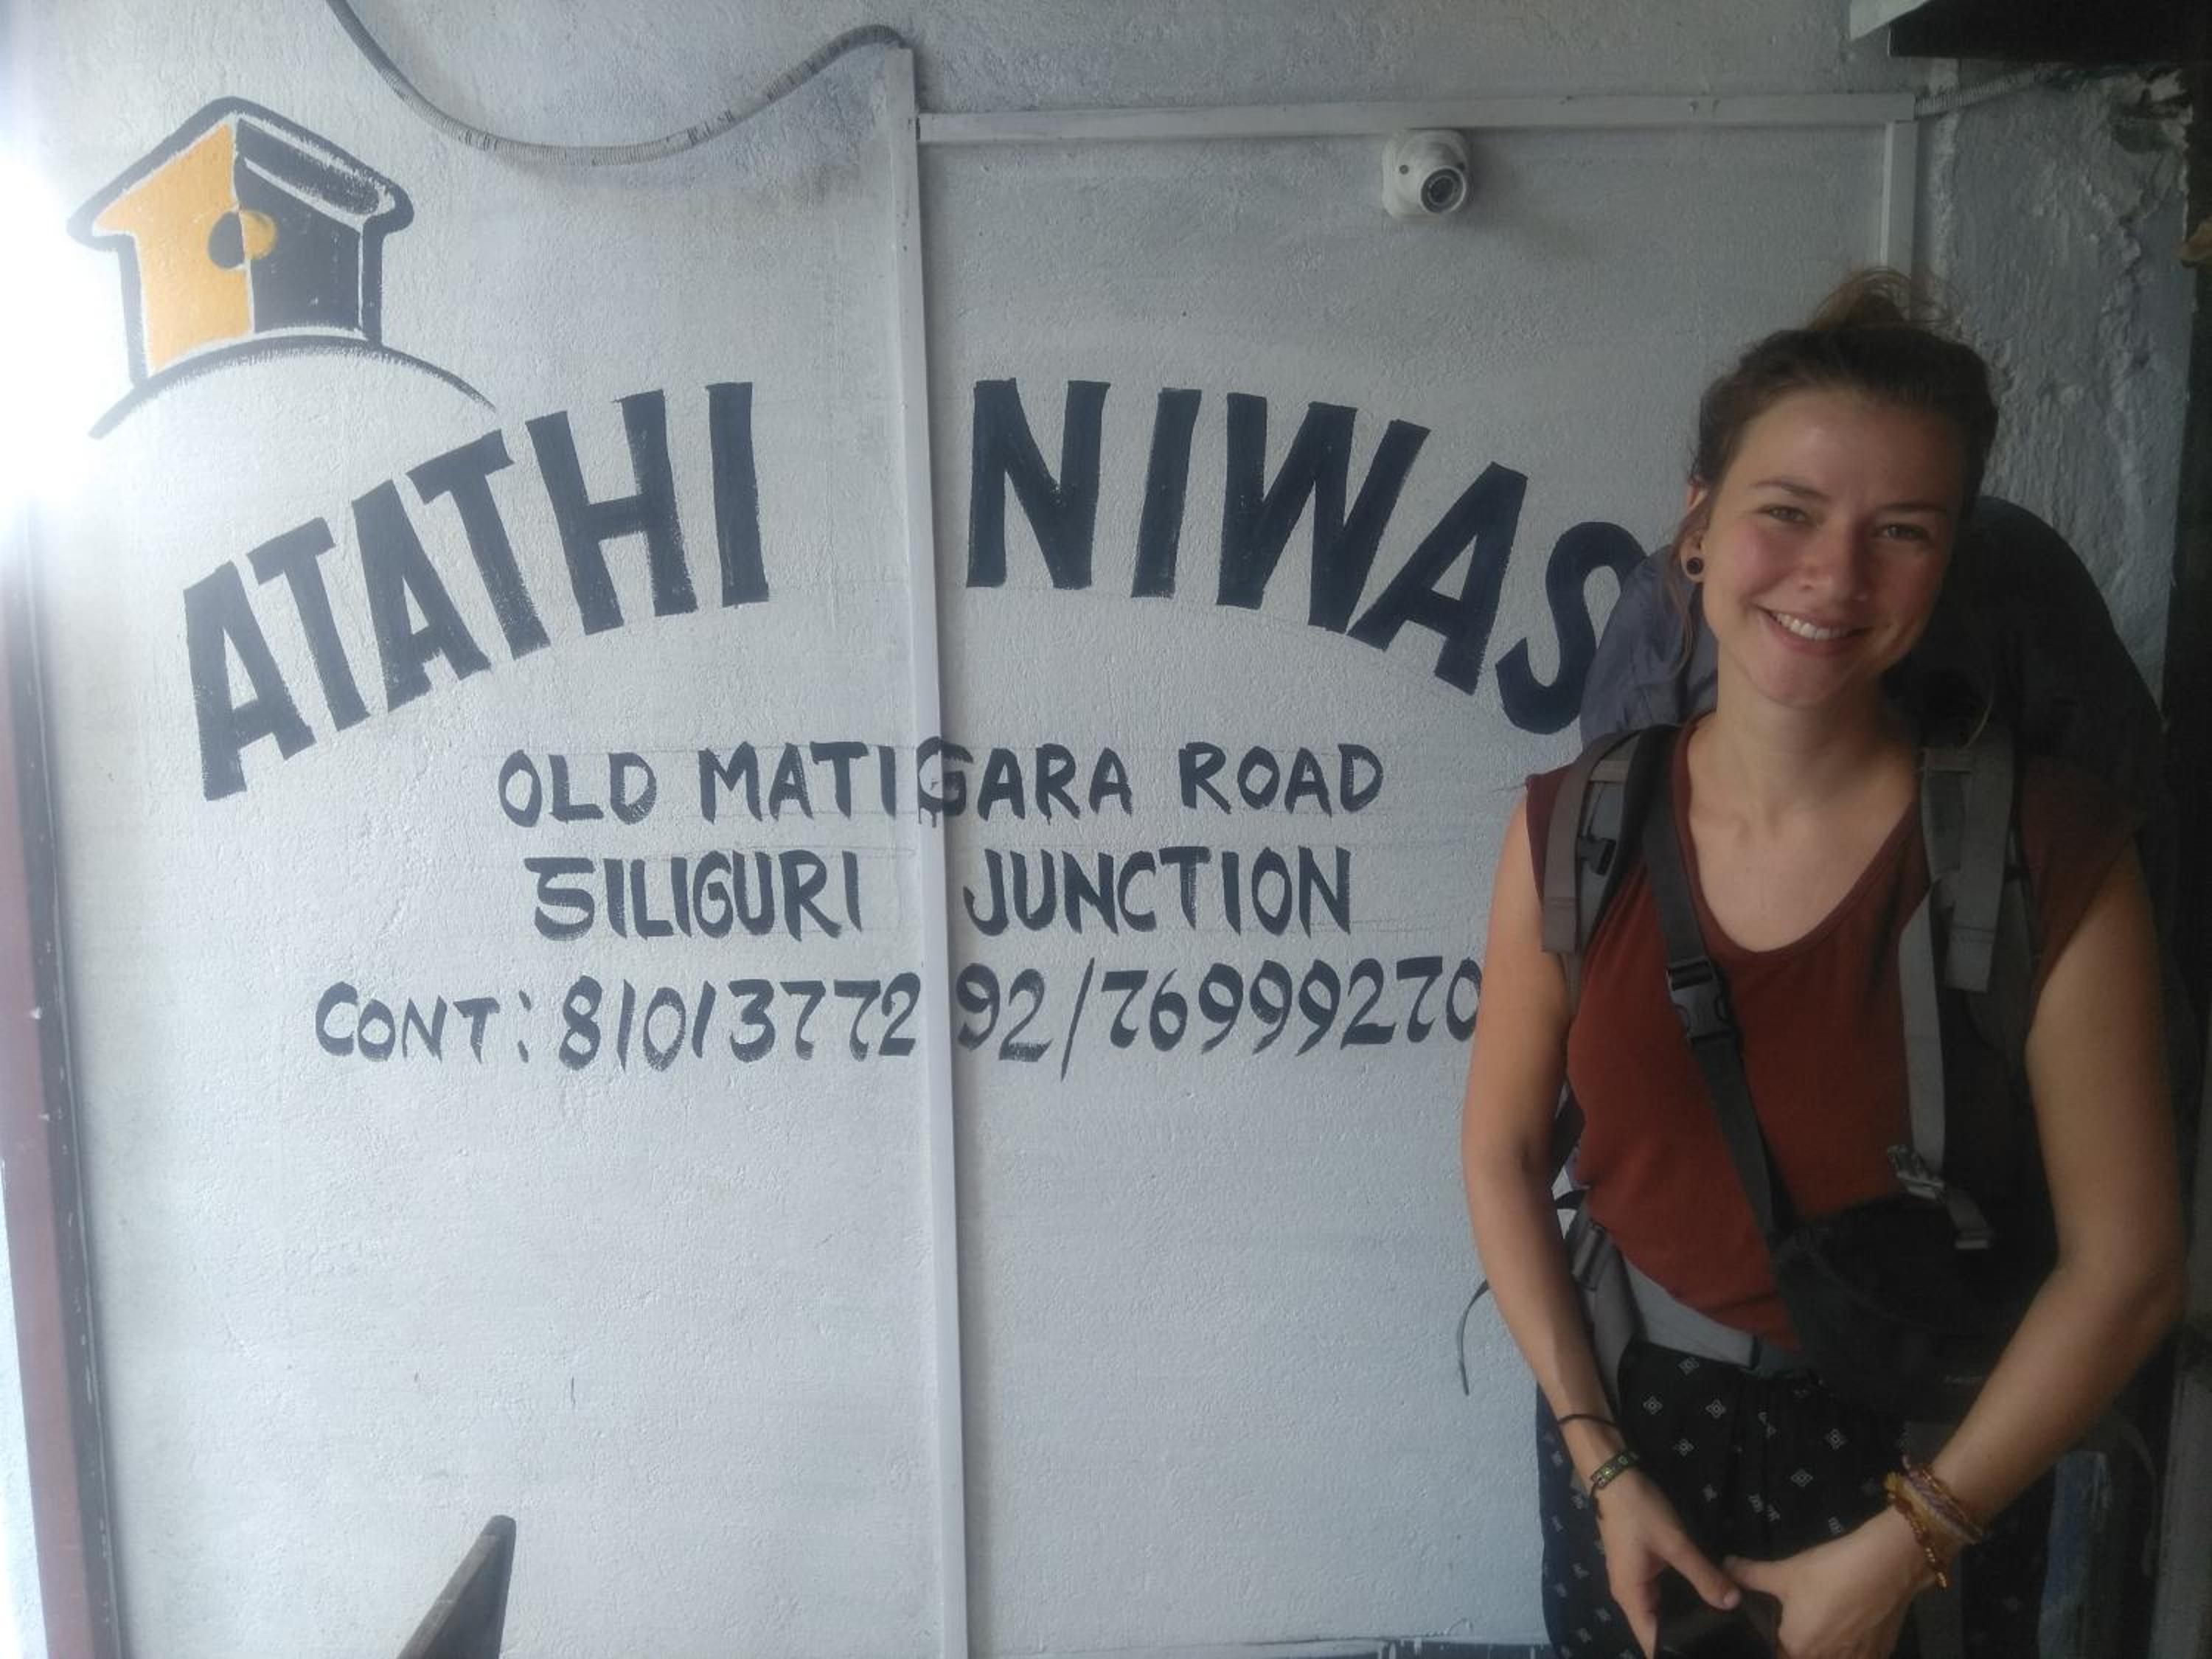 ATATHI NIWAS
OLD MATIGARA ROAD
SILIGURI JUNCTION
CONT: 8101377292/76999270